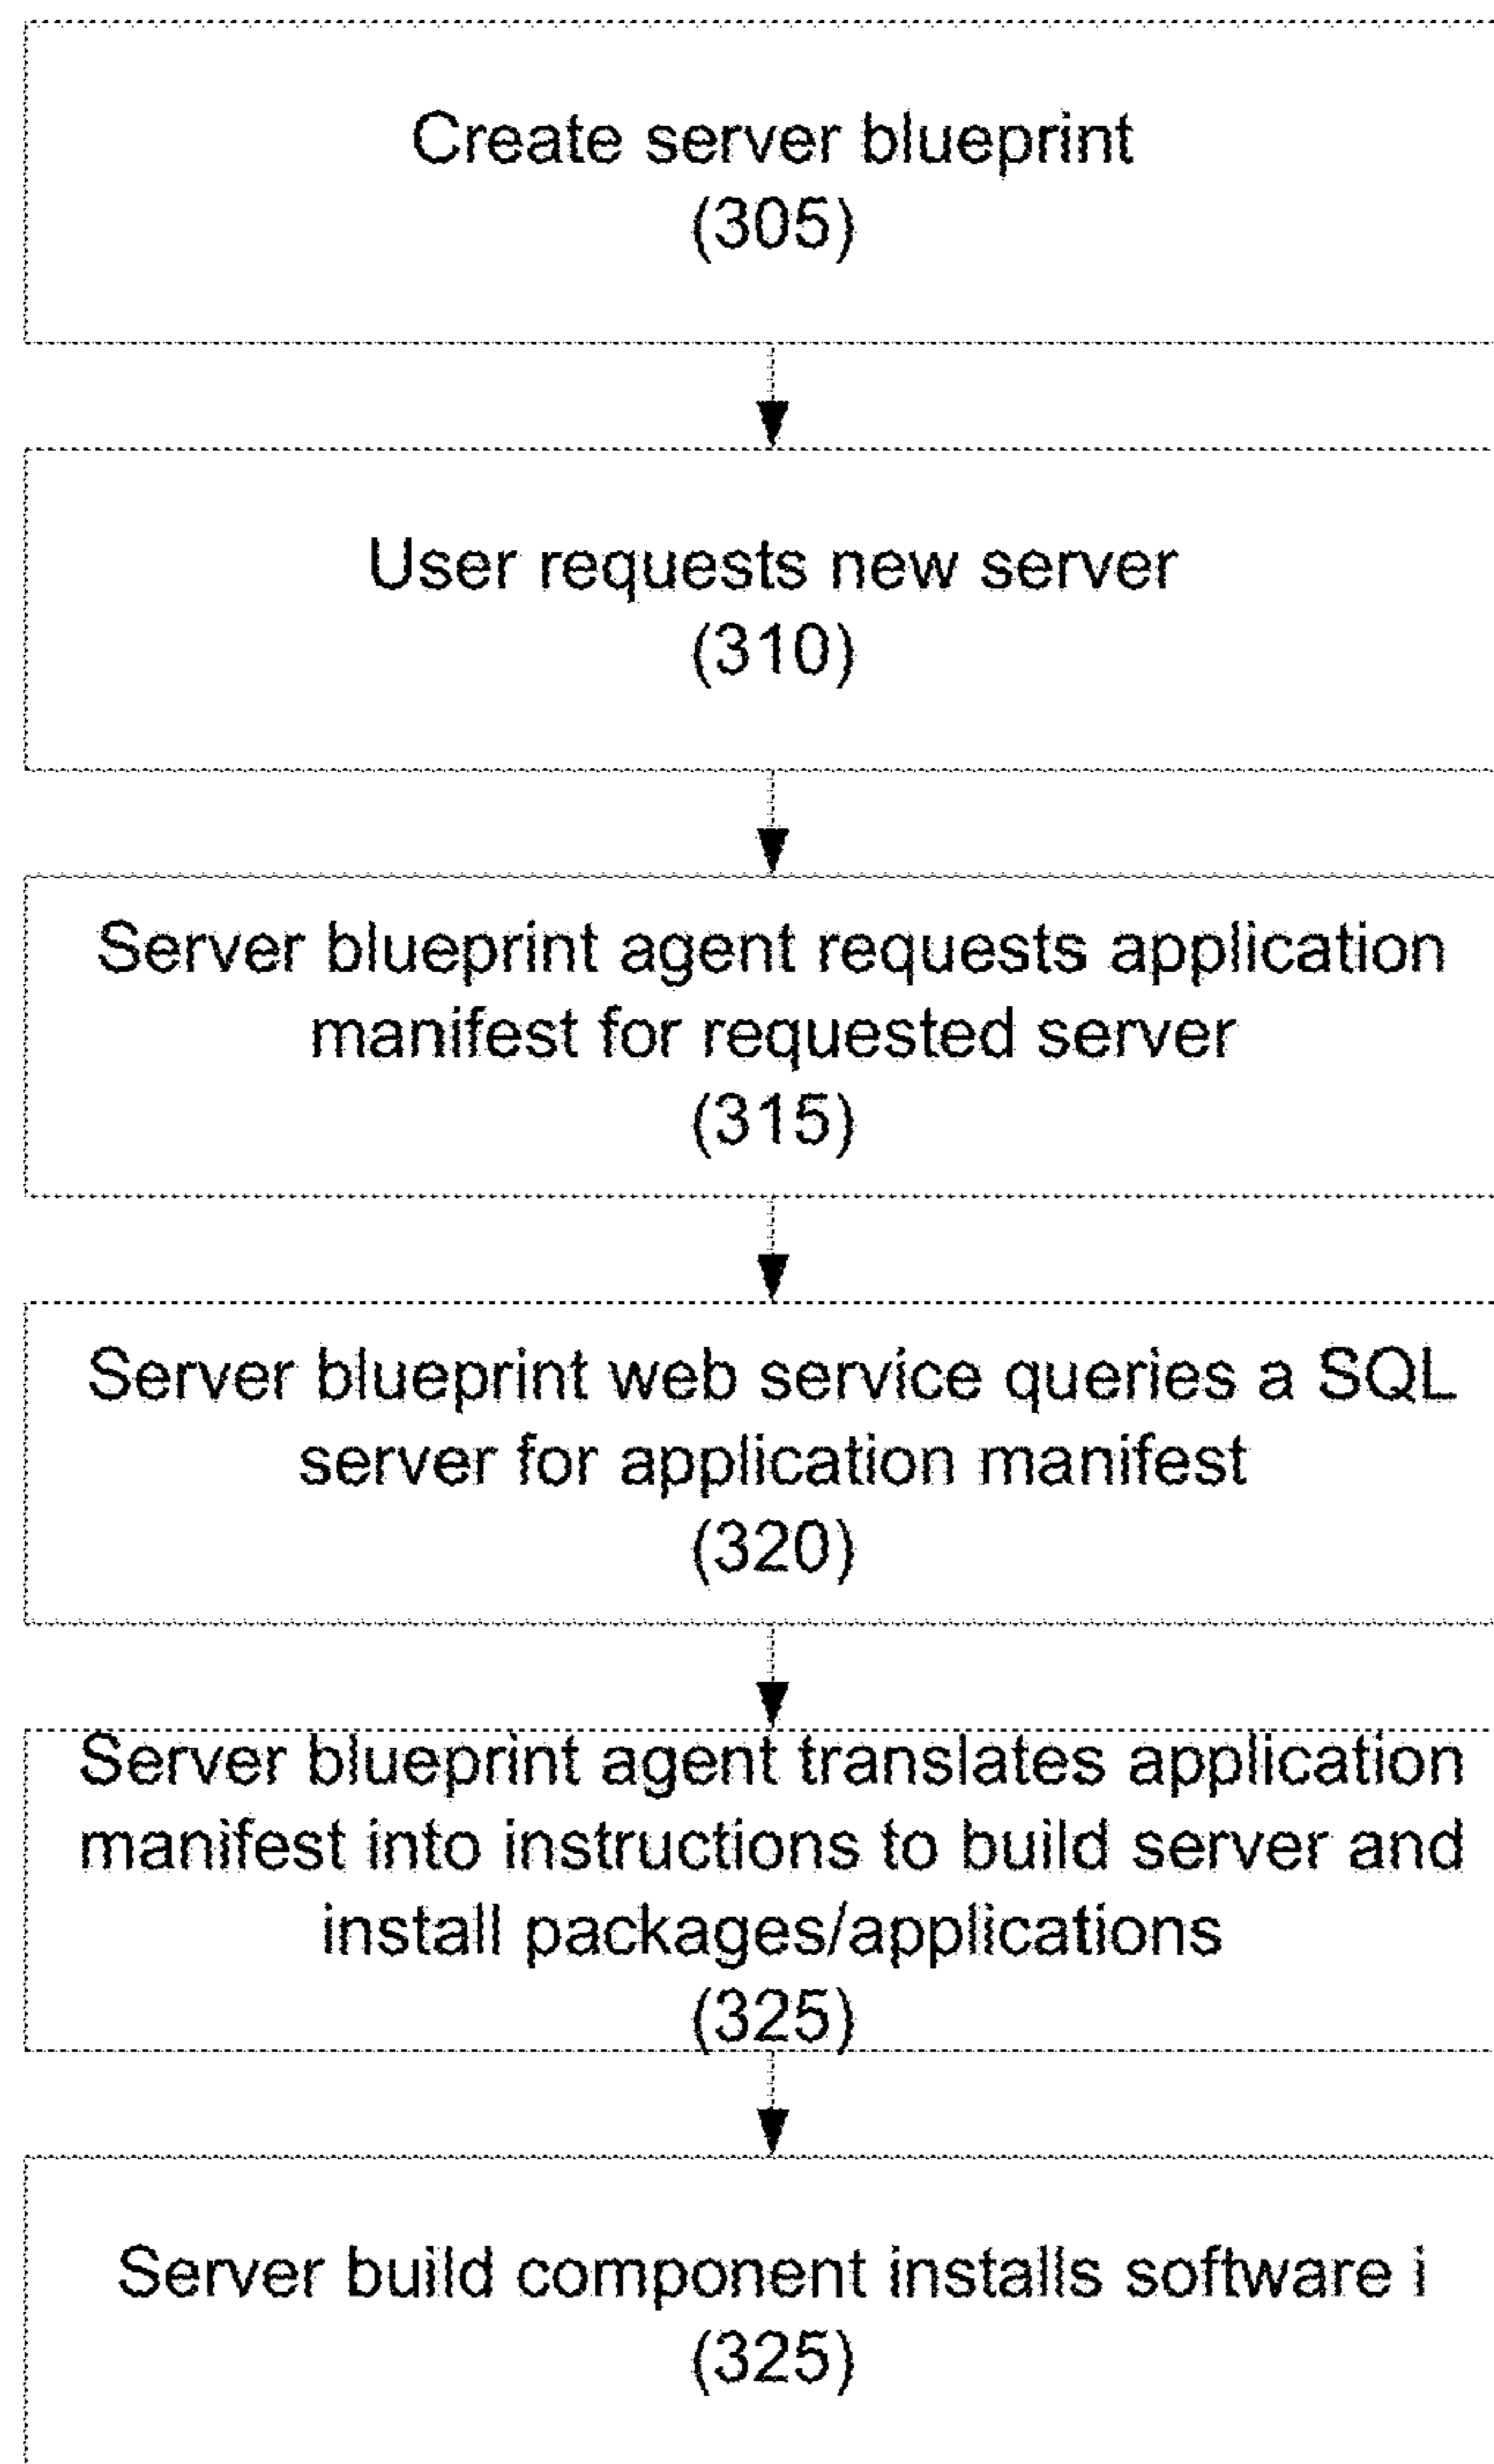 Create server blueprint
(305)
User requests new server
(310)
Server blueprint agent requests application
manifest for requested server
(315)
Server blueprint web service queries a SQL
server for application manifest
(320)
Server blueprint agent translates application
manifest into instructions to build server and
install packages/applications
(325)
Server build component installs software i
(325)